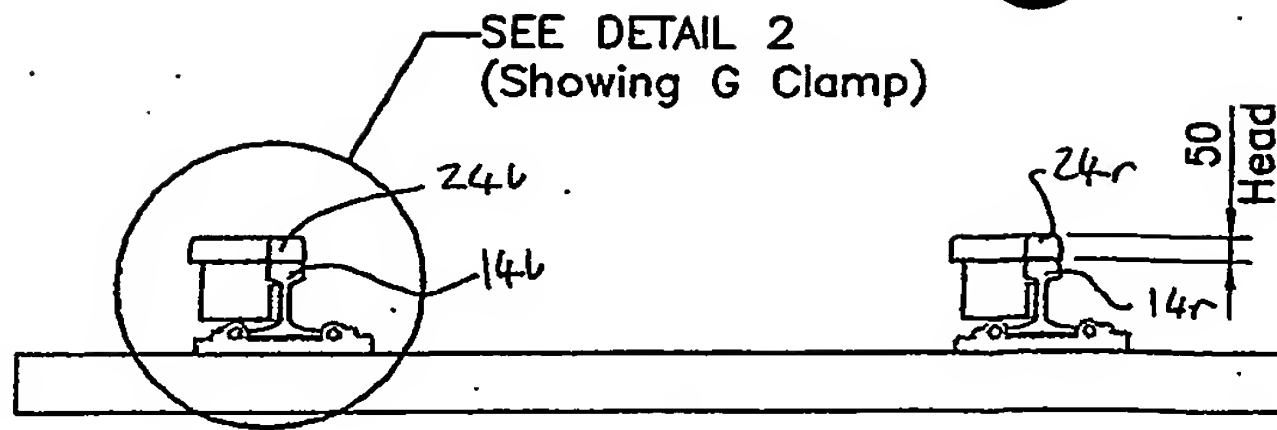 SEE DETAIL 2
(Showing G Clamp)
24l
24r
14l
14r
50
Head